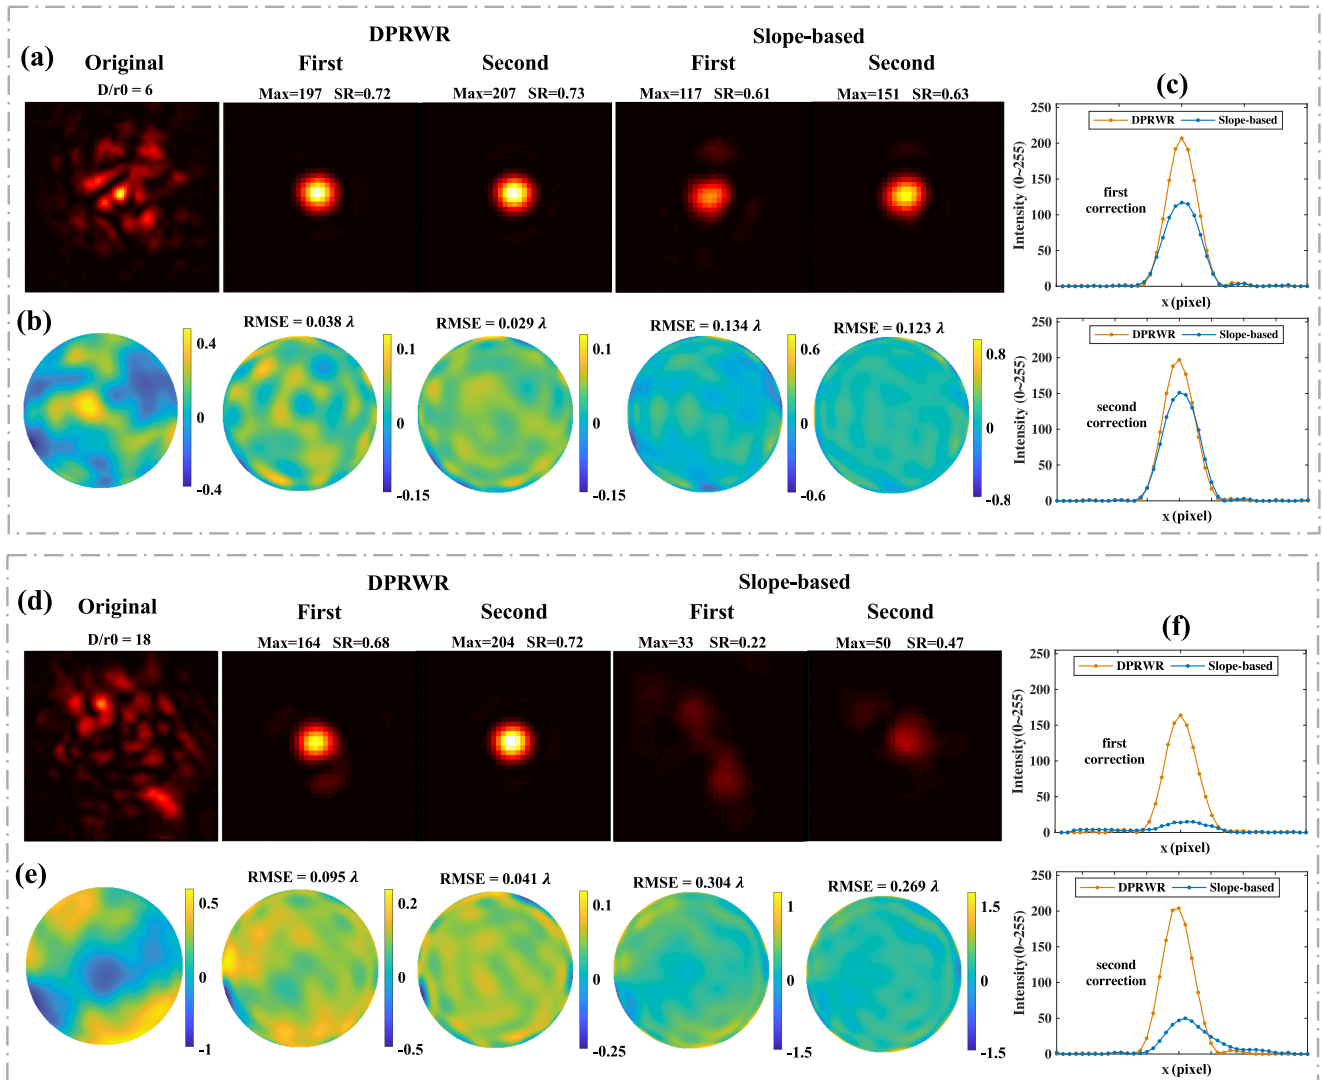 (a)
DPRWR
Slope-based
Original
First
Second
First
Second
D/r0 = 6
Max=197 SR=0.72
Max=207 SR=0.73
Max=117 SR=0.61
Max=151 SR=0.63
(c)
250
200
150
100
50
0
Intensity (0~255)
DPRWR
Slope-based
first
correction
x (pixel)
(b)
0.4
0
-0.4
RMSE = 0.038 λ
0.1
0
-0.15
RMSE = 0.029 λ
0.1
0
-0.15
RMSE = 0.134 λ
0.6
0
-0.6
RMSE = 0.123 λ
0.8
0
-0.8
250
200
150
100
50
0
Intensity (0~255)
DPRWR
Slope-based
second
correction
x (pixel)
(d)
DPRWR
Slope-based
Original
First
Second
First
Second
D/r0 = 18
Max=164 SR=0.68
Max=204 SR=0.72
Max=33 SR=0.22
Max=50 SR=0.47
(f)
250
200
150
100
50
0
Intensity(0~255)
DPRWR
Slope-based
first
correction
x (pixel)
(e)
0.5
0
-1
RMSE = 0.095 λ
0.2
0
-0.5
RMSE = 0.041 λ
0.1
0
-0.25
RMSE = 0.304 λ
1
0
-1.5
RMSE = 0.269 λ
1.5
0
-1.5
250
200
150
100
50
0
Intensity(0~255)
DPRWR
Slope-based
second
correction
x (pixel)